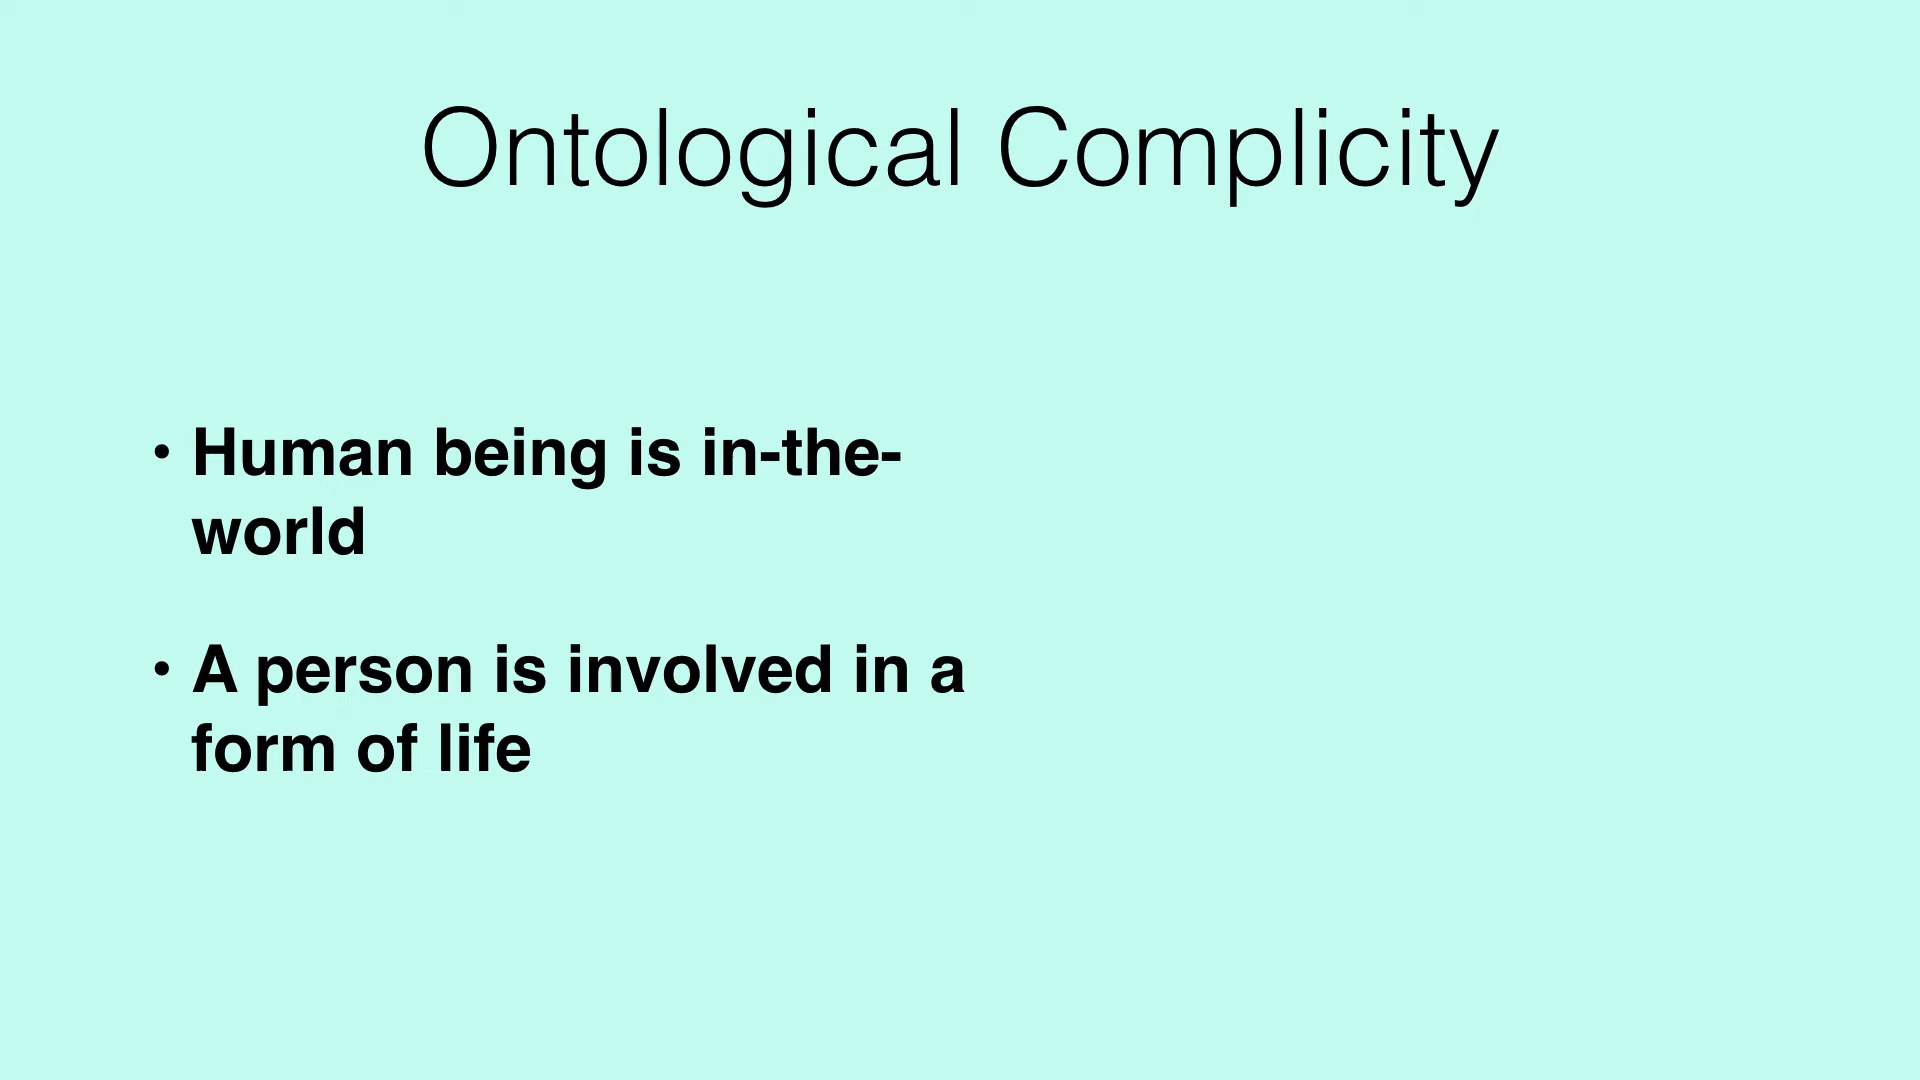 Ontological Complicity
• Human being is in-the-
world
• A person is involved in a
form of life